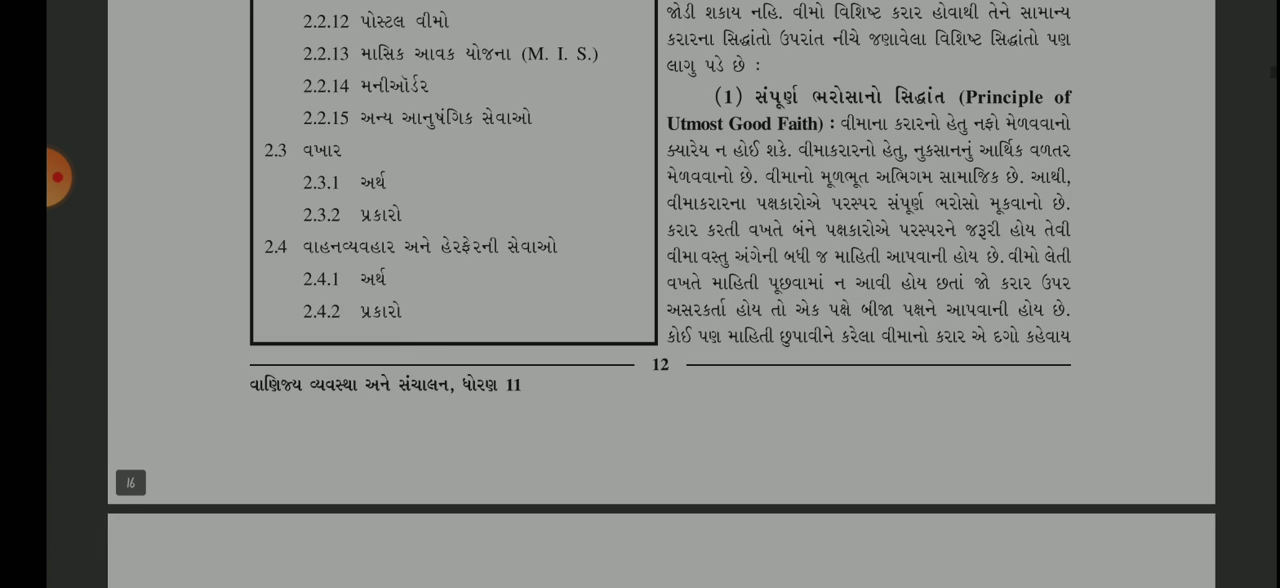 2.2.12 પોસ્ટલ વીમો
2.2.13 માસિક આવક યોજના (M. I. S.)
2.2.14 મનીઑર્ડર
2.2.15 અન્ય આનુષંગિક સેવાઓ
2.3 વખાર
2.3.1 અર્થ
2.3.2 પ્રકારો
2.4 વાહનવ્યવહાર અને હેરફેરની સેવાઓ
2.4.1 અર્થ
2.4.2 પ્રકારો
જોડી શકાય નહિ. વીમો વિશિષ્ટ કરાર હોવાથી તેને સામાન્ય
કરારના સિદ્ધાંતો ઉપરાંત નીચે જણાવેલા વિશિષ્ટ સિદ્ધાંતો પણ
લાગુ પડે છે :
(1) સંપૂર્ણ ભરોસાનો સિદ્ધાંત (Principle of
Utmost Good Faith) : વીમાના કરારનો હેતુ નફો મેળવવાનો
ક્યારેય ન હોઈ શકે. વીમાકરારનો હેતુ, નુકસાનનું આર્થિક વળતર
મેળવવાનો છે. વીમાનો મૂળભૂત અભિગમ સામાજિક છે. આથી,
વીમાકરારના પક્ષકારોએ પરસ્પર સંપૂર્ણ ભરોસો મૂકવાનો છે.
કરાર કરતી વખતે બંને પક્ષકારોએ પરસ્પરને જરૂરી હોય તેવી
વીમા વસ્તુ અંગેની બધી જ માહિતી આપવાની હોય છે. વીમો લેતી
વખતે માહિતી પૂછવામાં ન આવી હોય છતાં જો કરાર ઉપર
અસરકર્તા હોય તો એક પક્ષે બીજા પક્ષને આપવાની હોય છે.
કોઈ પણ માહિતી છુપાવીને કરેલા વીમાનો કરાર એ દગો કહેવાય
12
વાણિજ્ય વ્યવસ્થા અને સંચાલન, ધોરણ 11
16